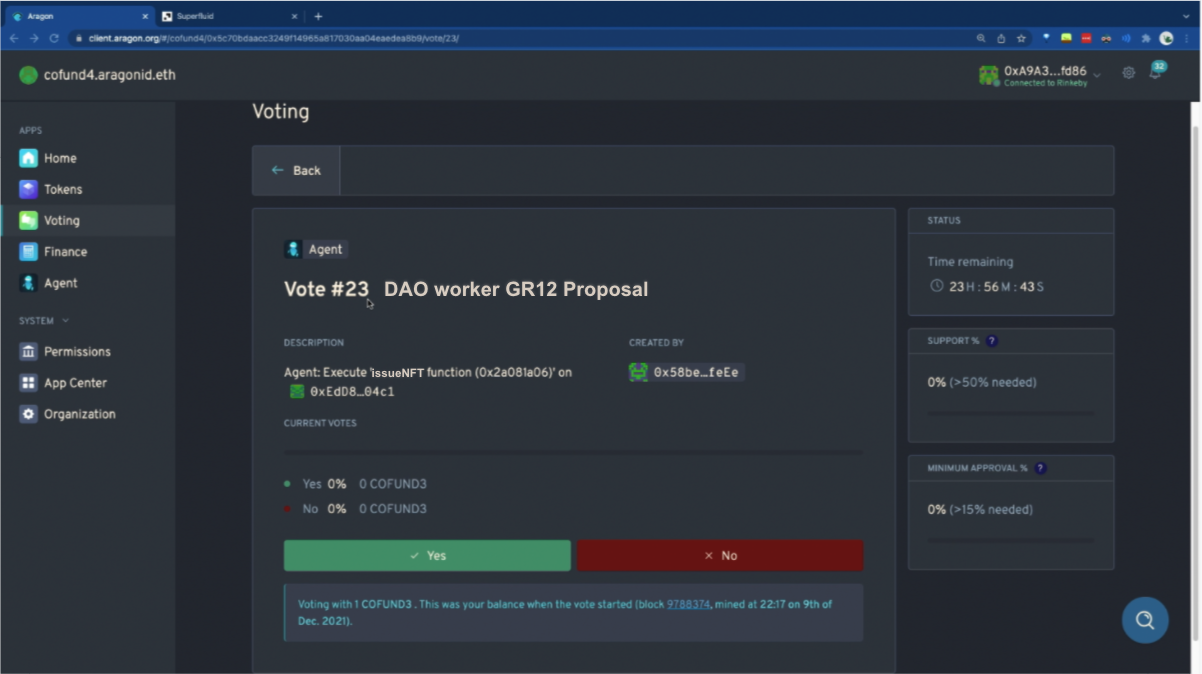 Aragon
Superfluid
client.aragon.org/#/cofund4/0x5c70bdaacc3249f14965a817030aa04eaedea8b9/vote/23/
cofund4.aragonid.eth
0xA9A3...fd86
Connected to Rinkeby
32
APPS
Home
Tokens
Voting
Finance
Agent
SYSTEM
Permissions
App Center
Organization
Voting
Back
Agent
Vote #23 DAO worker GR12 Proposal
DESCRIPTION
Agent: Execute 'issueNFT function (0x2a081a06)' on
0xEdD8…04c1
CREATED BY
0x58be…feEe
CURRENT VOTES
Yes 0% 0 COFUND3
No 0% 0 COFUND3
Yes
No
Voting with 1 COFUND3 . This was your balance when the vote started (block 9788374, mined at 22:17 on 9th of
Dec. 2021).
STATUS
Time remaining
23 H : 56 M : 43 S
SUPPORT % ?
0% (>50% needed)
MINIMUM APPROVAL % ?
0% (>15% needed)